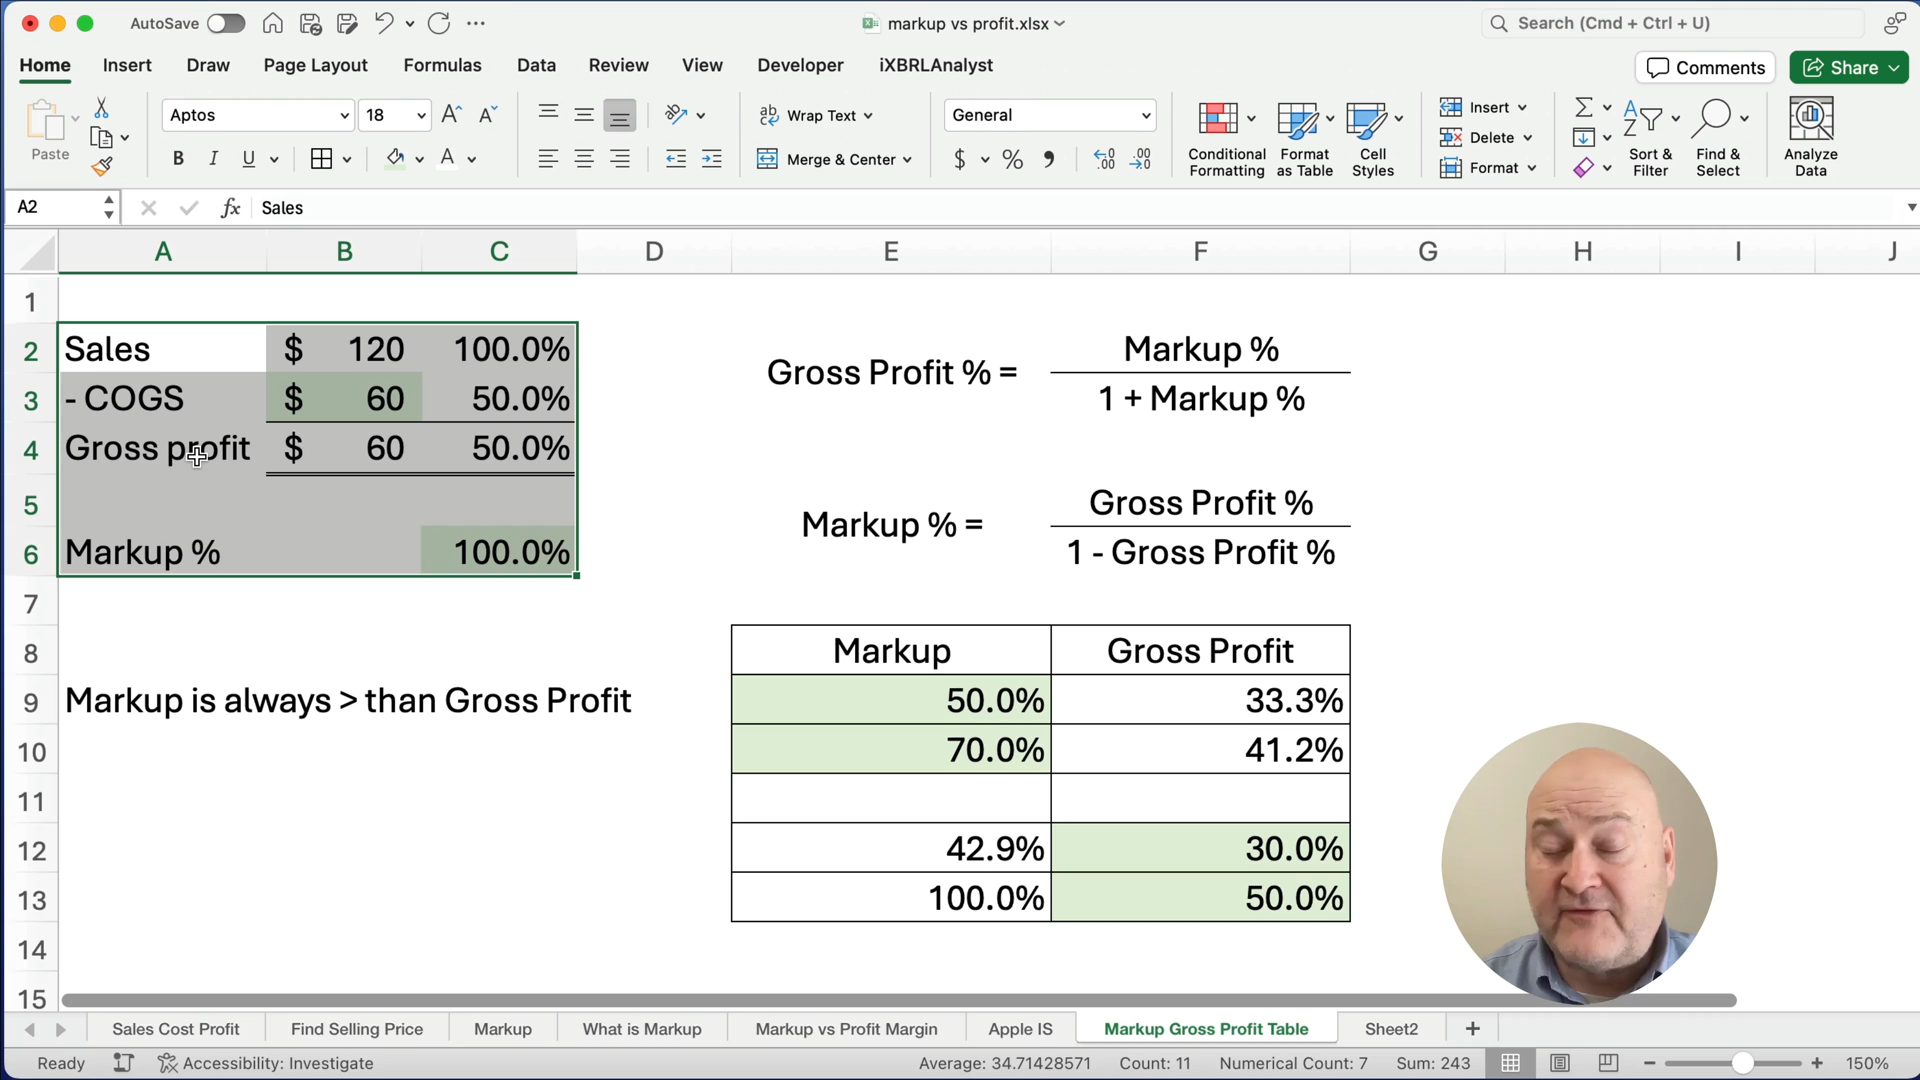 AutoSave
markup vs profit.xlsx
Search (Cmd + Ctrl + U)
Home Insert Draw Page Layout Formulas Data Review View Developer iXBRLAnalyst
Comments Share
Paste
Aptos 18
B I U
Wrap Text
Merge & Center
General
$ %
Conditional Formatting
Format as Table
Cell Styles
Insert
Delete
Format
Sort & Filter
Find & Select
Analyze Data
A2 fx Sales
A B C D E F G H I J
1
2 Sales $ 120 100.0%
3 - COGS $ 60 50.0%
4 Gross profit $ 60 50.0%
5
6 Markup % 100.0%
Gross Profit % = Markup %
1 + Markup %
Markup % = Gross Profit %
1 - Gross Profit %
7
8 Markup Gross Profit
9 Markup is always > than Gross Profit 50.0% 33.3%
10 70.0% 41.2%
11
12 42.9% 30.0%
13 100.0% 50.0%
14
15
Sales Cost Profit Find Selling Price Markup What is Markup Markup vs Profit Margin Apple IS Markup Gross Profit Table Sheet2 +
Ready Accessibility: Investigate Average: 34.71428571 Count: 11 Numerical Count: 7 Sum: 243 150%